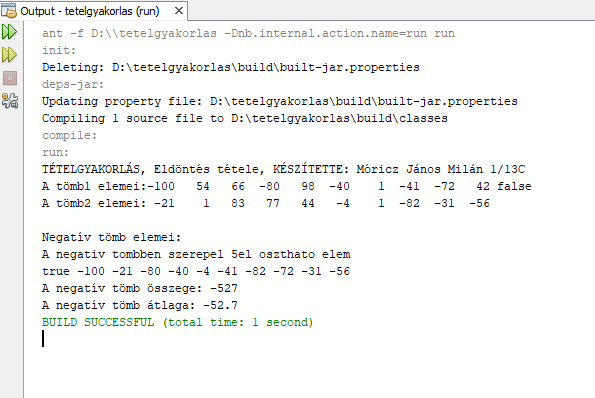 Output - tetelgyakorlas (run)
ant -f D:\\tetelgyakorlas -Dnb.internal.action.name=run run
init:
Deleting: D:\tetelgyakorlas\build\built-jar.properties
deps-jar:
Updating property file: D:\tetelgyakorlas\build\built-jar.properties
Compiling 1 source file to D:\tetelgyakorlas\build\classes
compile:
run:
TÉTELGYAKORLÁS, Eldöntés tétele, KÉSZÍTETTE: Móricz János Milán 1/13C
A tömb1 elemei:-100   54   66  -80   98  -40    1  -41  -72   42 false
A tömb2 elemei: -21    1   83   77   44   -4    1  -82  -31  -56
Negatív tömb elemei:
A negativ tombben szerepel 5el osztható elem
true -100 -21 -80 -40 -4 -41 -82 -72 -31 -56
A negatív tömb összege: -527
A negatív tömb átlaga: -52.7
BUILD SUCCESSFUL (total time: 1 second)